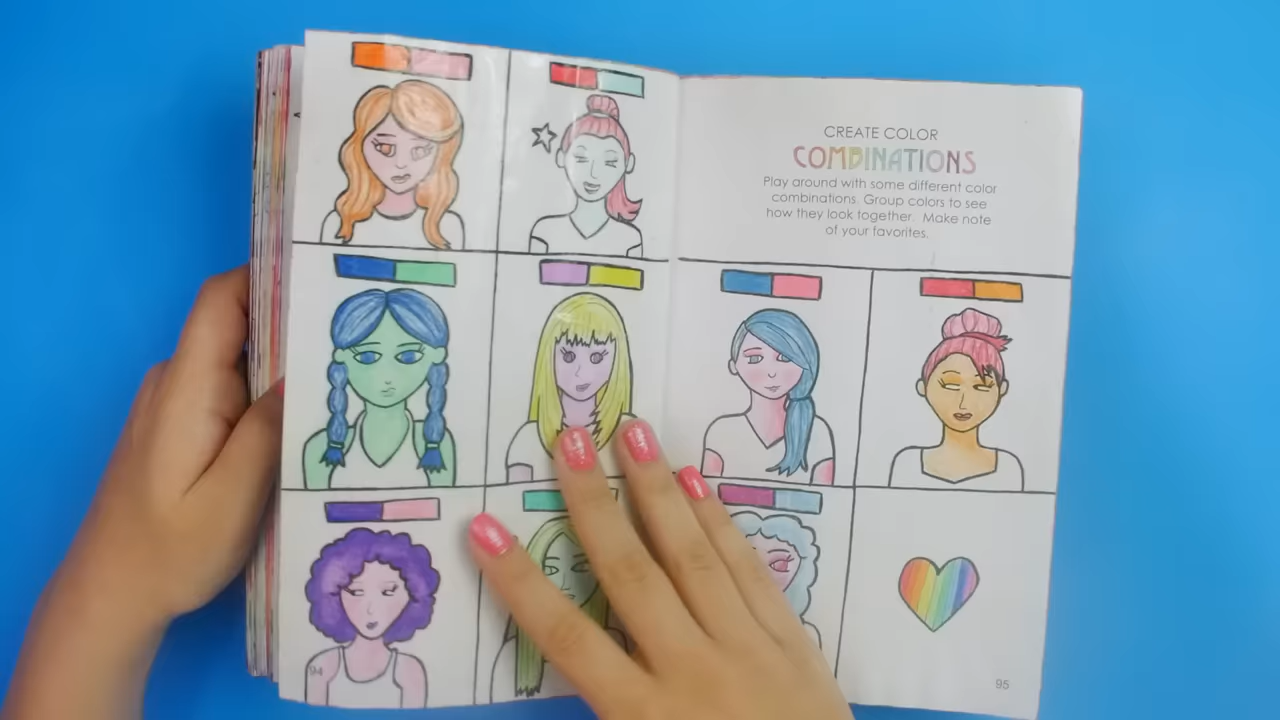 CREATE COLOR
COMBINATIONS
Play around with some different color
combinations. Group colors to see
how they look together. Make note
of your favorites.
94
95